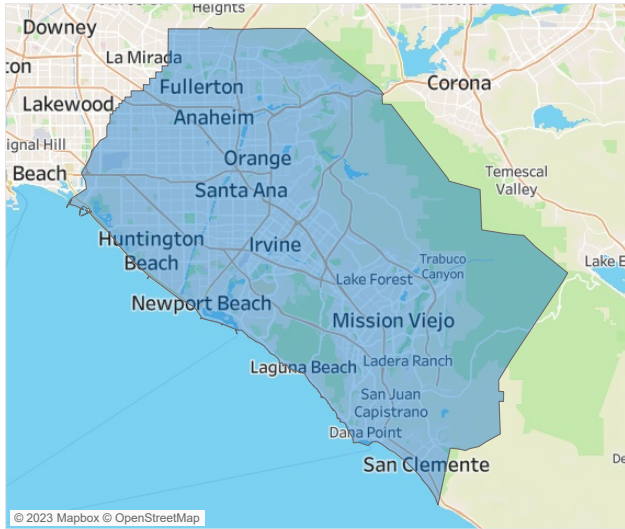 Heights
Downey
La Mirada
ton
Fullerton
Corona
Lakewood
Anaheim
ignal Hill
Orange
Beach
Temescal
Valley
Santa Ana
Huntington
Beach
Irvine
Trabuco
Canyon
Lake E
Lake Forest
Newport Beach
Mission Viejo
Laguna Beach
Ladera Ranch
San Juan
Capistrano
Dana Point
San Clemente
De
© 2023 Mapbox © OpenStreetMap